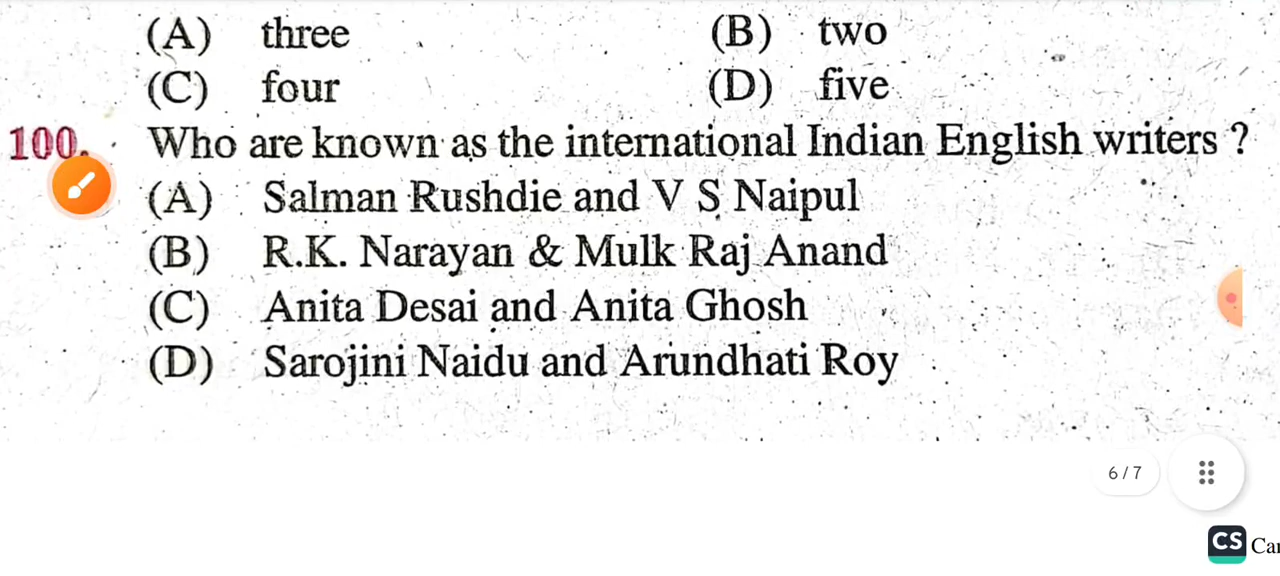 (A) three (B) two
(C) four (D) five
100. Who are known as the international Indian English writers ?
(A) Salman Rushdie and V S Naipul
(B) R.K. Narayan & Mulk Raj Anand
(C) Anita Desai and Anita Ghosh
(D) Sarojini Naidu and Arundhati Roy
6 / 7
CS